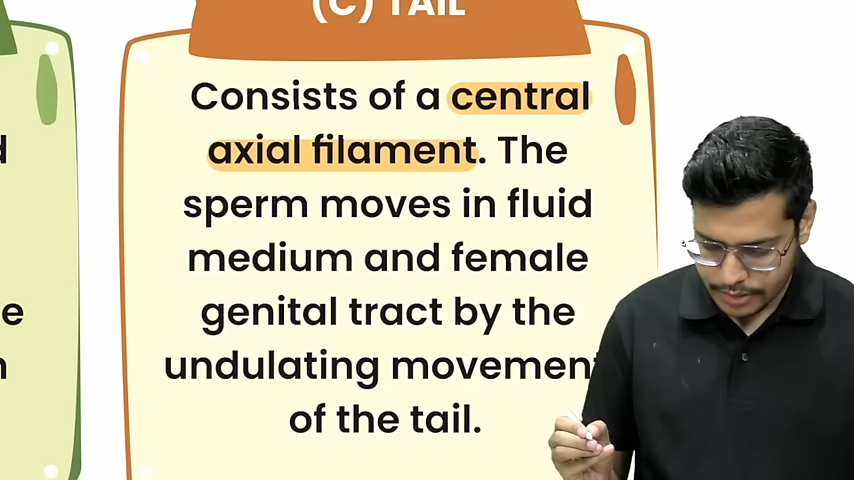 (C) TAIL
Consists of a central
axial filament. The
sperm moves in fluid
medium and female
genital tract by the
undulating movement
of the tail.